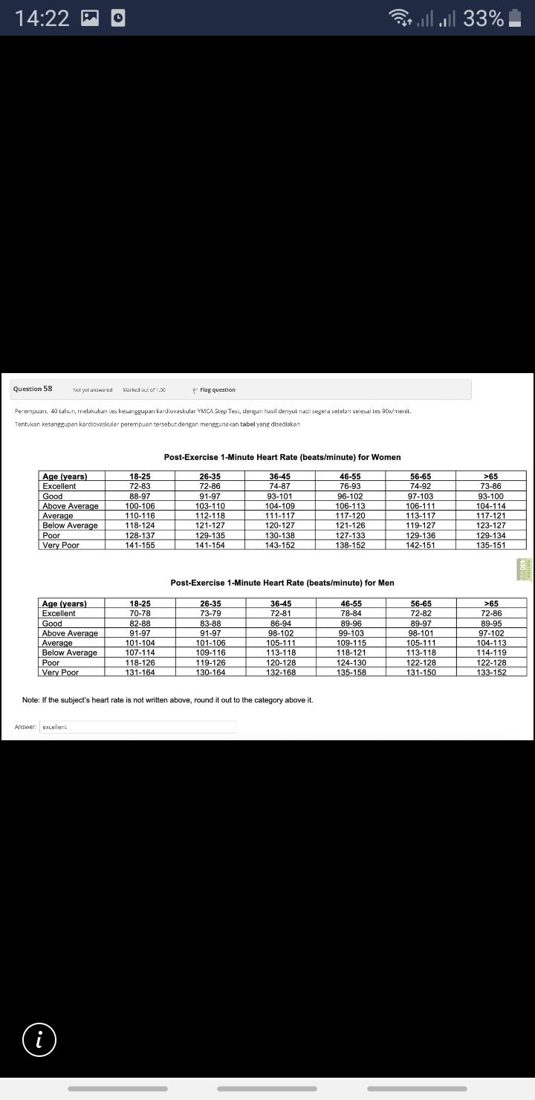 14:22 33%
Question 58 Not yet answered Marked out of 1.00 Flag question
Perempuan, 40 tahun, melakukan tes kesanggupan kardiovaskular YMCA Step Test, dengan hasil denyut nadi segera setelah selesai tes 90x/menit.
Tentukan kesanggupan kardiovaskular perempuan tersebut dengan menggunakan tabel yang disediakan
Post-Exercise 1-Minute Heart Rate (beats/minute) for Women
Age (years) 18-25 26-35 36-45 46-55 56-65 >65
Excellent 72-83 72-86 74-87 76-93 74-92 73-86
Good 88-97 91-97 93-101 96-102 97-103 93-100
Above Average 100-106 103-110 104-109 106-113 106-111 104-114
Average 110-116 112-118 111-117 117-120 113-117 117-121
Below Average 118-124 121-127 120-127 121-126 119-127 123-127
Poor 128-137 129-135 130-138 127-133 129-136 129-134
Very Poor 141-155 141-154 143-152 138-152 142-151 135-151
Post-Exercise 1-Minute Heart Rate (beats/minute) for Men
Age (years) 18-25 26-35 36-45 46-55 56-65 >65
Excellent 70-78 73-79 72-81 78-84 72-82 72-86
Good 82-88 83-88 86-94 89-96 89-97 89-95
Above Average 91-97 91-97 98-102 99-103 98-101 97-102
Average 101-104 101-106 105-111 109-115 105-111 104-113
Below Average 107-114 109-116 113-118 118-121 113-118 114-119
Poor 118-126 119-126 120-128 124-130 122-128 122-128
Very Poor 131-164 130-164 132-168 135-158 131-150 133-152
Note: If the subject's heart rate is not written above, round it out to the category above it.
Answer: excellent
i